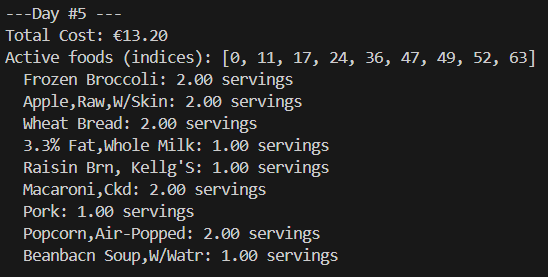 ---Day #5 ---
Total Cost: €13.20
Active foods (indices): [0, 11, 17, 24, 36, 47, 49, 52, 63]
Frozen Broccoli: 2.00 servings
Apple,Raw,W/Skin: 2.00 servings
Wheat Bread: 2.00 servings
3.3% Fat,Whole Milk: 1.00 servings
Raisin Brn, Kellg'S: 1.00 servings
Macaroni,Ckd: 2.00 servings
Pork: 1.00 servings
Popcorn,Air-Popped: 2.00 servings
Beanbacn Soup,W/Watr: 1.00 servings